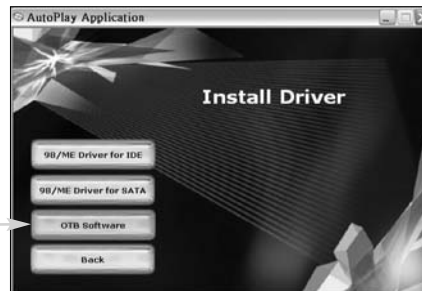 AutoPlay Application
Install Driver
98/ME Driver for IDE
98/ME Driver for SATA
OTB Software
Back